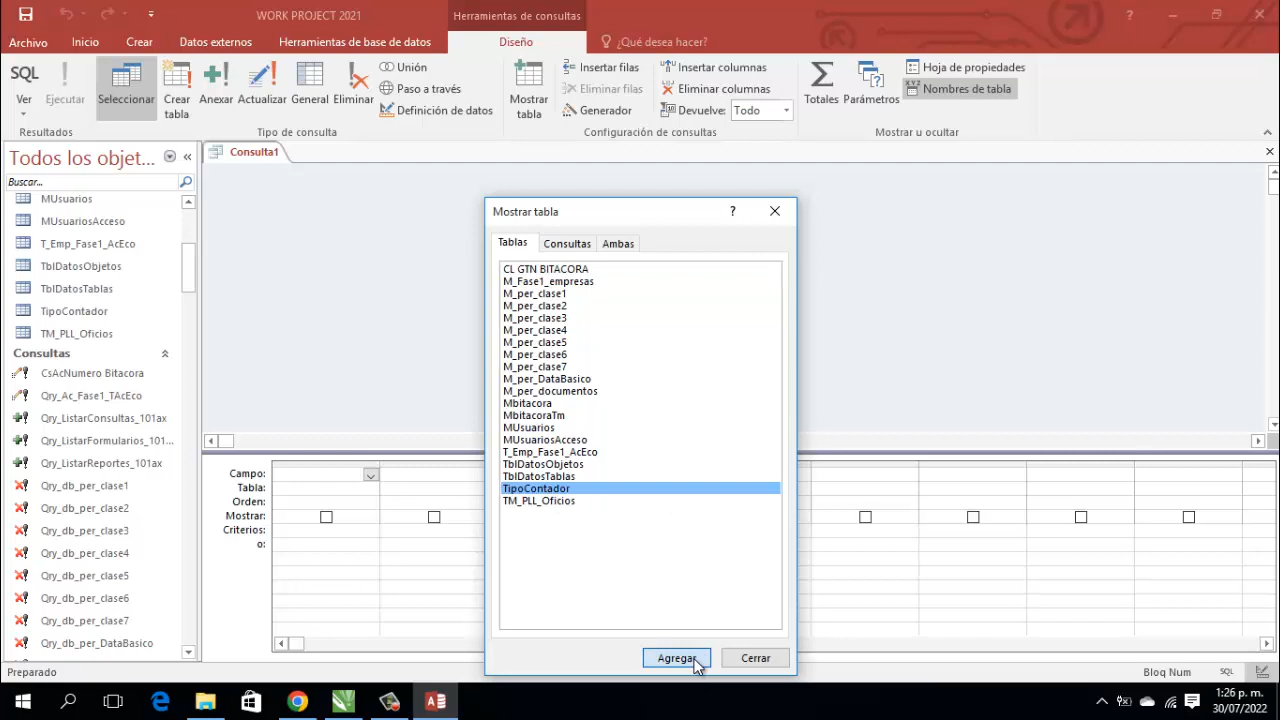 WORK PROJECT 2021
Herramientas de consultas
?
Archivo Inicio Crear Datos externos Herramientas de base de datos Diseño ¿Qué desea hacer?
SQL
Ver
Ejecutar
Resultados
Seleccionar
Crear
tabla
Anexar
Actualizar
General
Eliminar
Unión
Paso a través
Definición de datos
Tipo de consulta
Mostrar
tabla
Insertar filas
Eliminar filas
Generador
Insertar columnas
Eliminar columnas
Devuelve: Todo
Configuración de consultas
Totales
Parámetros
Hoja de propiedades
XYZ Nombres de tabla
Mostrar u ocultar
Todos los objet...
Buscar...
MUsuarios
MUsuariosAcceso
T_Emp_Fase1_AcEco
TblDatosObjetos
TblDatosTablas
TipoContador
TM_PLL_Oficios
Consultas
CsAcNumero Bitacora
Qry_Ac_Fase1_TAcEco
Qry_ListarConsultas_101ax
Qry_ListarFormularios_101...
Qry_ListarReportes_101ax
Qry_db_per_clase1
Qry_db_per_clase2
Qry_db_per_clase3
Qry_db_per_clase4
Qry_db_per_clase5
Qry_db_per_clase6
Qry_db_per_clase7
Qry_db_per_DataBasico
Consulta1
Mostrar tabla
?
Tablas Consultas Ambas
CL GTN BITACORA
M_Fase1_empresas
M_per_clase1
M_per_clase2
M_per_clase3
M_per_clase4
M_per_clase5
M_per_clase6
M_per_clase7
M_per_DataBasico
M_per_documentos
Mbitacora
MbitacoraTm
MUsuarios
MUsuariosAcceso
T_Emp_Fase1_AcEco
TblDatosObjetos
TblDatosTablas
TipoContador
TM_PLL_Oficios
Agregar Cerrar
Campo:
Tabla:
Orden:
Mostrar:
Criterios:
o:
Preparado
Bloq Num
SQL
1:26 p. m.
30/07/2022